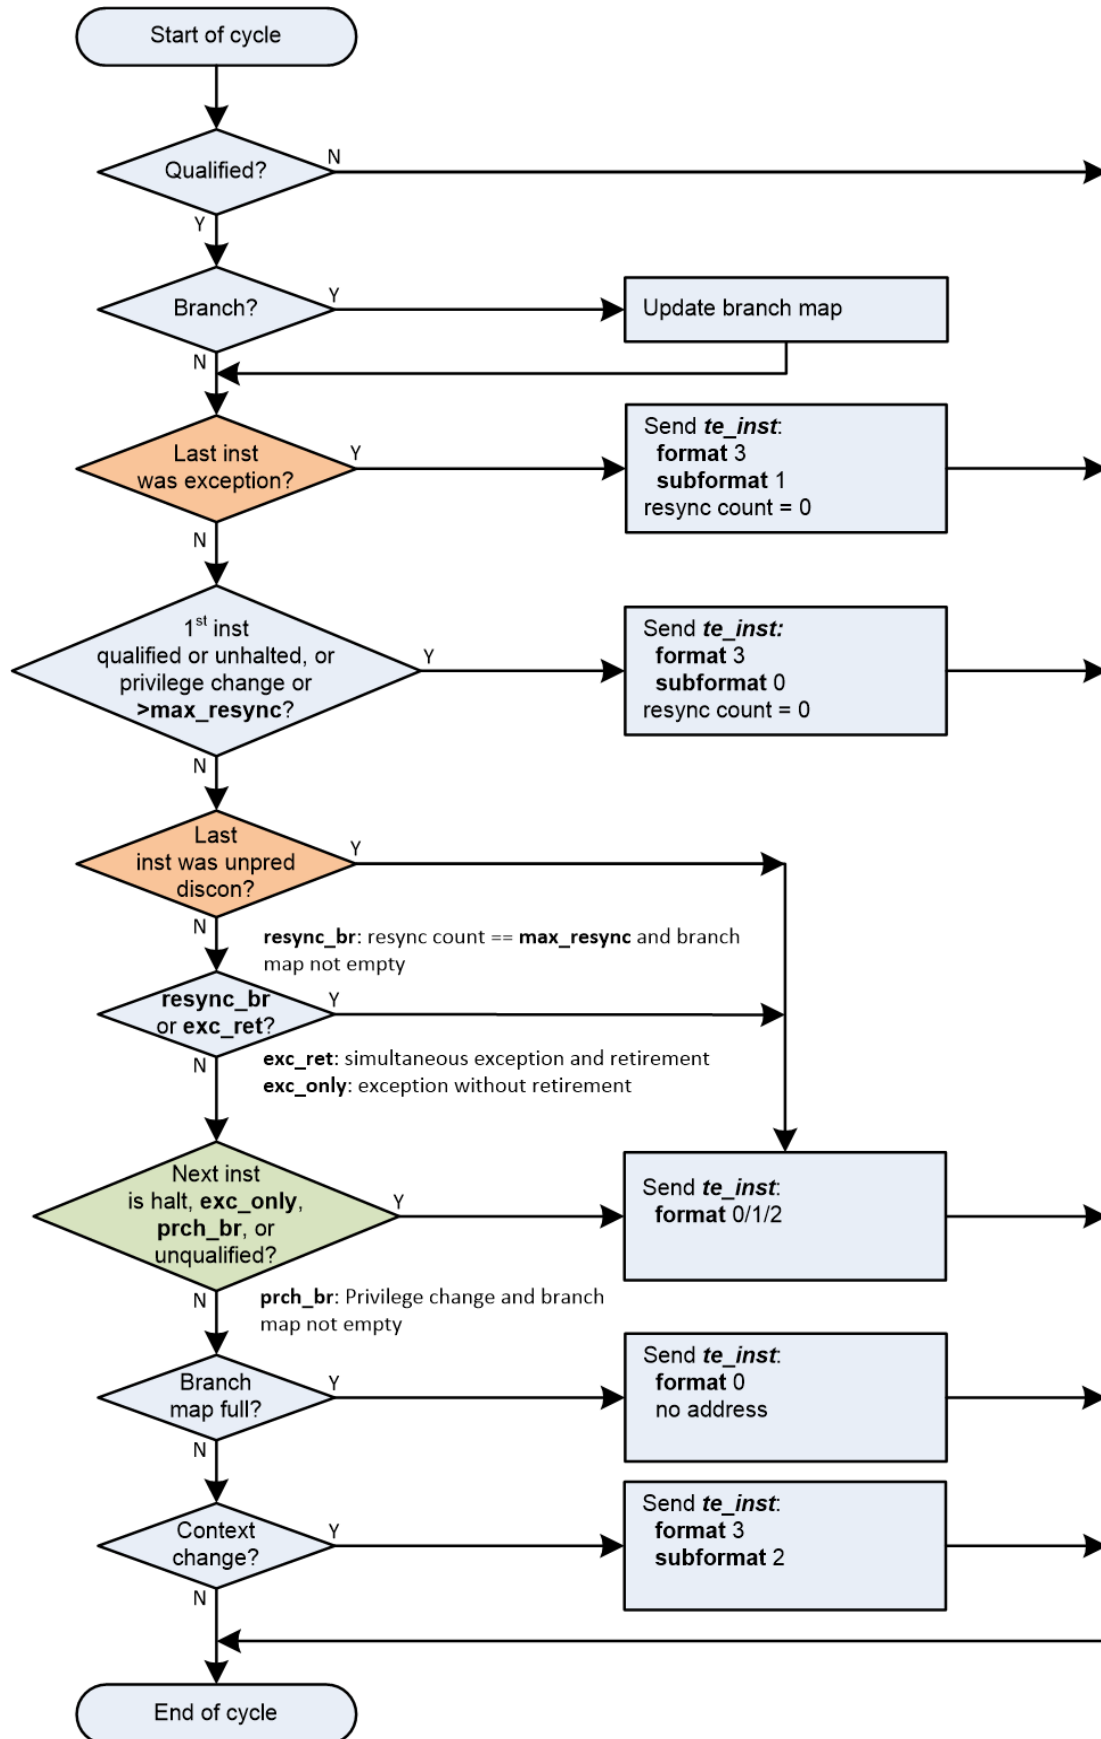 Start of cycle
Qualified?
N
Y
Branch?
Y
Update branch map
N
Last inst
was exception?
Y
Send te_inst:
format 3
subformat 1
resync count = 0
N
1st inst
qualified or unhalted, or
privilege change or
>max_resync?
Y
Send te_inst:
format 3
subformat 0
resync count = 0
N
Last
inst was unpred
discon?
Y
N
resync_br: resync count == max_resync and branch
map not empty
resync_br
or exc_ret?
Y
N
exc_ret: simultaneous exception and retirement
exc_only: exception without retirement
Next inst
is halt, exc_only,
prch_br, or
unqualified?
Y
Send te_inst:
format 0/1/2
N
prch_br: Privilege change and branch
map not empty
Branch
map full?
Y
Send te_inst:
format 0
no address
N
Context
change?
Y
Send te_inst:
format 3
subformat 2
N
End of cycle